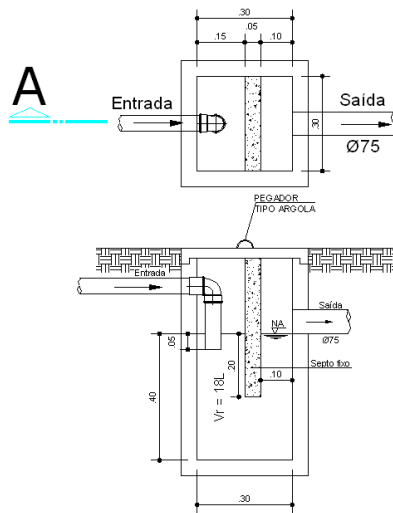 .30
.05
.15
.10
A
Entrada
Saída
.30
Ø75
PEGADOR
TIPO ARGOLA
Entrada
Saída
NA
Ø75
.05
.20
Septo fixo
.10
.40
Vr = 18L
.30